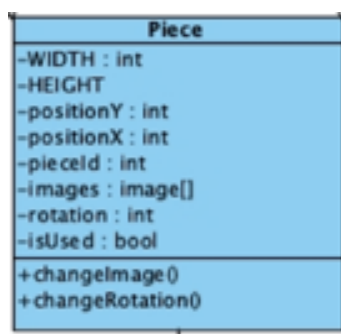 Piece
-WIDTH : int
-HEIGHT
-positionY : int
-positionX : int
-pieceId : int
-images : image[]
-rotation : int
-isUsed : bool
+changeImage()
+changeRotation()